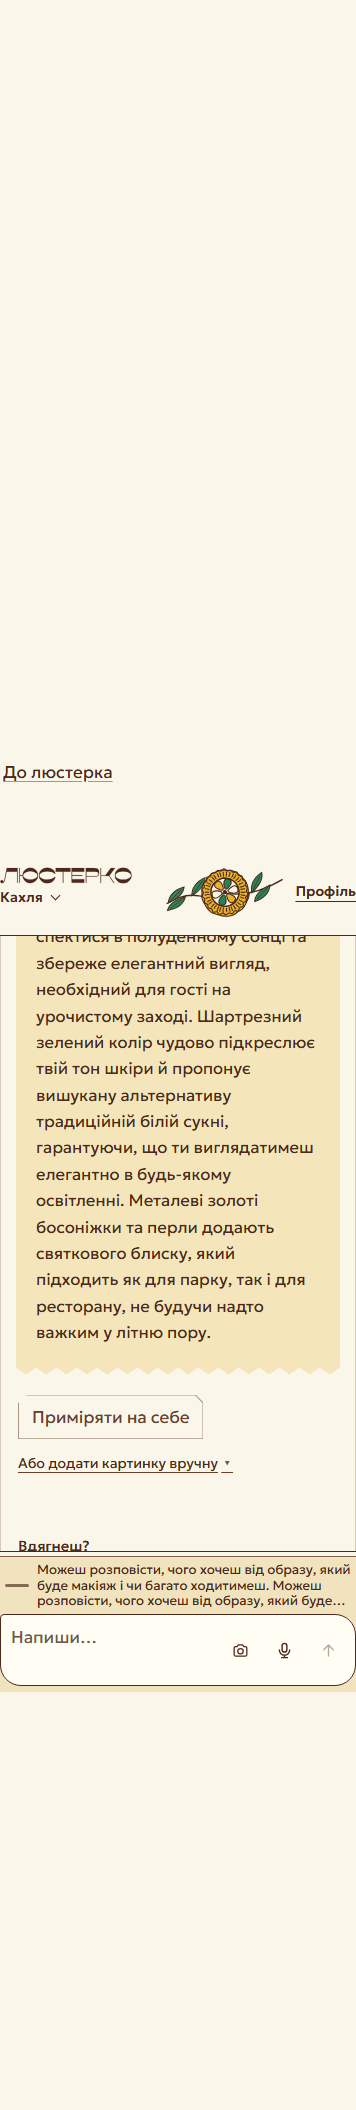 До люстерка
ЛЮСТЕРКО
Кахля
Профіль
спектися в полуденному сонці та
збереже елегантний вигляд,
необхідний для гості на
урочистому заході. Шартрезний
зелений колір чудово підкреслює
твій тон шкіри й пропонує
вишукану альтернативу
традиційній білій сукні,
гарантуючи, що ти виглядатимеш
елегантно в будь-якому
освітленні. Металеві золоті
босоніжки та перли додають
святкового блиску, який
підходить як для парку, так і для
ресторану, не будучи надто
важким у літню пору.
Приміряти на себе
Або додати картинку вручну
Вдягнеш?
Можеш розповісти, чого хочеш від образу, який
буде макіяж і чи багато ходитимеш. Можеш
розповісти, чого хочеш від образу, який буде…
Напиши…